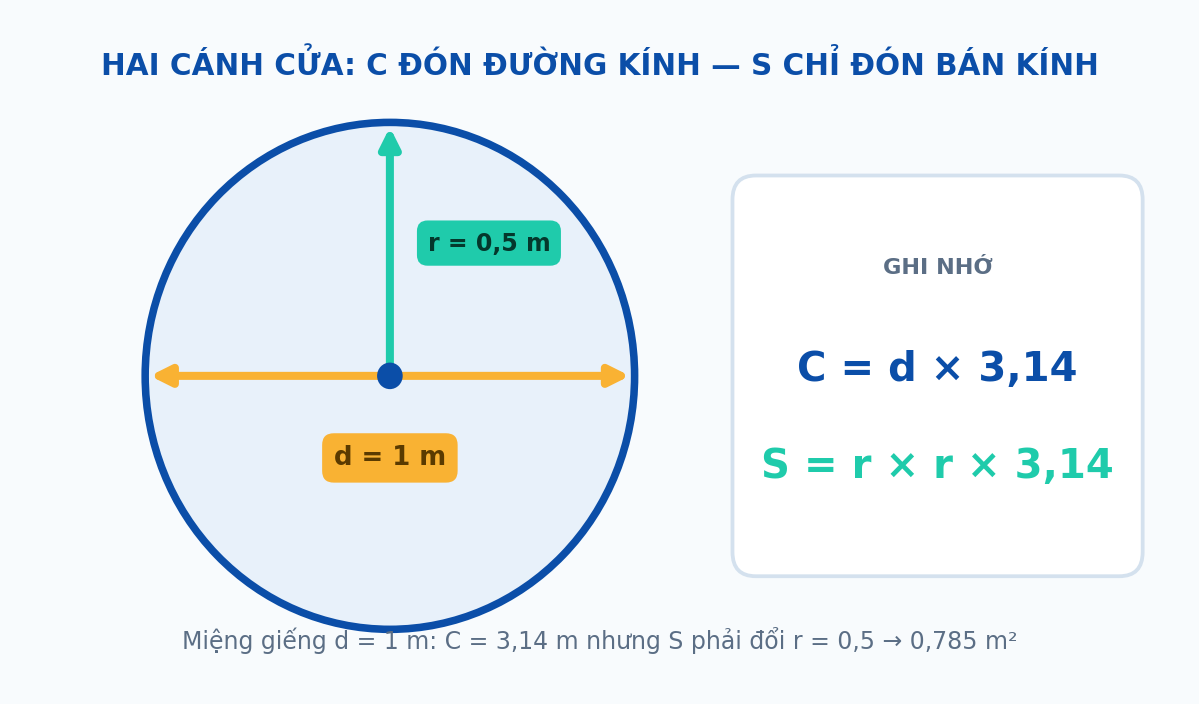 HAI CÁNH CỬA: C ĐÓN ĐƯỜNG KÍNH — S CHỈ ĐÓN BÁN KÍNH
r = 0,5 m
d = 1 m
GHI NHỚ
C = d × 3,14
S = r × r × 3,14
Miệng giếng d = 1 m: C = 3,14 m nhưng S phải đổi r = 0,5 → 0,785 m²